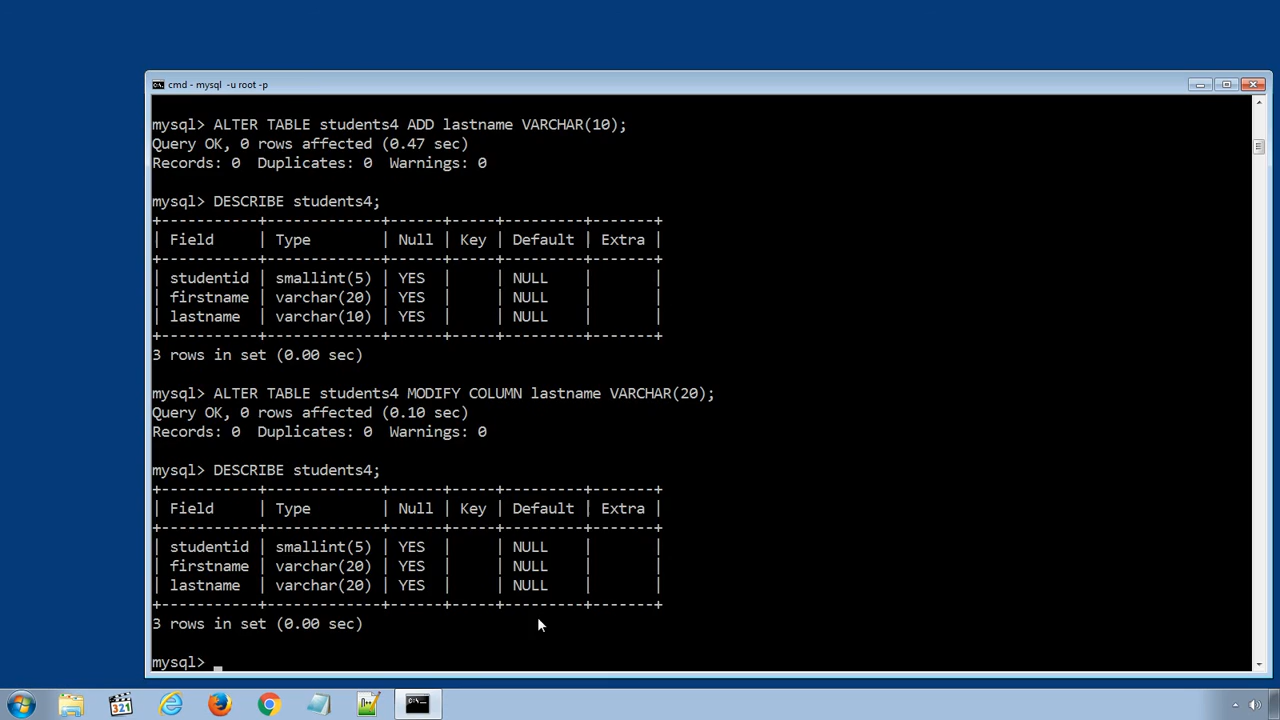 cmd - mysql  -u root -p
mysql> ALTER TABLE students4 ADD lastname VARCHAR(10);
Query OK, 0 rows affected (0.47 sec)
Records: 0  Duplicates: 0  Warnings: 0
mysql> DESCRIBE students4;
+-----------+-------------+------+-----+---------+-------+
| Field     | Type        | Null | Key | Default | Extra |
+-----------+-------------+------+-----+---------+-------+
| studentid | smallint(5) | YES  |     | NULL    |       |
| firstname | varchar(20) | YES  |     | NULL    |       |
| lastname  | varchar(10) | YES  |     | NULL    |       |
+-----------+-------------+------+-----+---------+-------+
3 rows in set (0.00 sec)
mysql> ALTER TABLE students4 MODIFY COLUMN lastname VARCHAR(20);
Query OK, 0 rows affected (0.10 sec)
Records: 0  Duplicates: 0  Warnings: 0
mysql> DESCRIBE students4;
+-----------+-------------+------+-----+---------+-------+
| Field     | Type        | Null | Key | Default | Extra |
+-----------+-------------+------+-----+---------+-------+
| studentid | smallint(5) | YES  |     | NULL    |       |
| firstname | varchar(20) | YES  |     | NULL    |       |
| lastname  | varchar(20) | YES  |     | NULL    |       |
+-----------+-------------+------+-----+---------+-------+
3 rows in set (0.00 sec)
mysql> _
321
C:\.